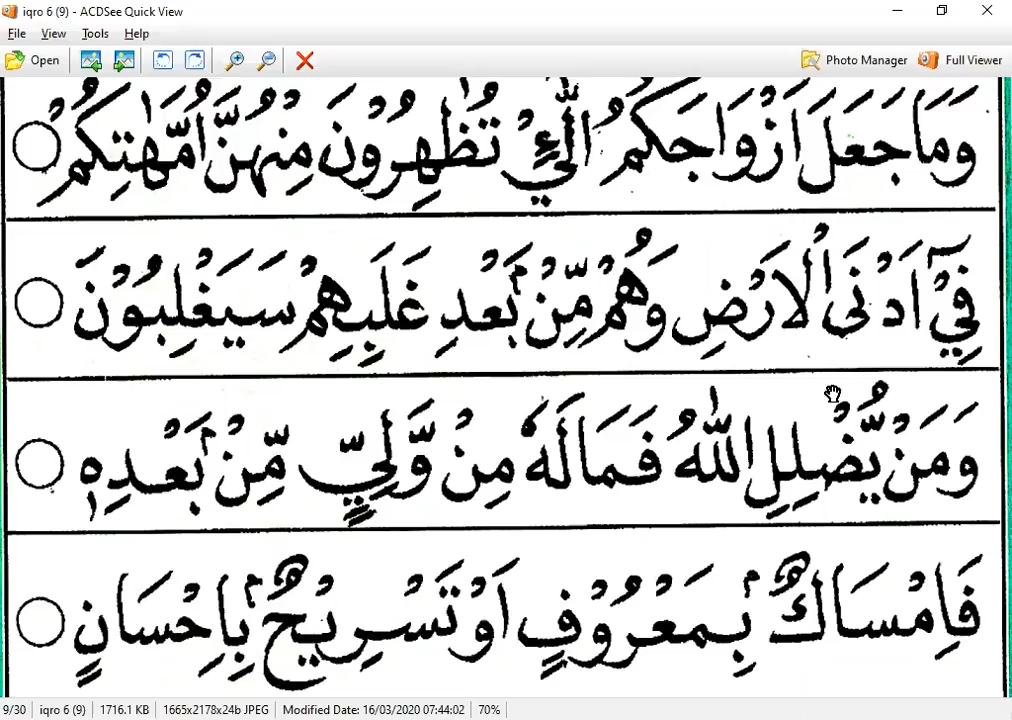 iqro 6 (9) - ACDSee Quick View
File View Tools Help
Open Photo Manager Full Viewer
وَمَا جَعَلَ اَزْوَاجَكُمُ الّٰٓـِٔيْ تُظٰهِرُوْنَ مِنْهُنَّ اُمَّهٰتِكُمْ
فِيْٓ اَدْنَى الْاَرْضِ وَهُمْ مِّنْۢ بَعْدِ غَلَبِهِمْ سَيَغْلِبُوْنَ
وَمَنْ يُّضْلِلِ اللّٰهُ فَمَا لَهٗ مِنْ وَّلِيٍّ مِّنْۢ بَعْدِهٖ
فَاِمْسَاكٌۢ بِمَعْرُوْفٍ اَوْ تَسْرِيْحٌۢ بِاِحْسَانٍ
9/30 iqro 6 (9) 1716.1 KB 1665x2178x24b JPEG Modified Date: 16/03/2020 07:44:02 70%